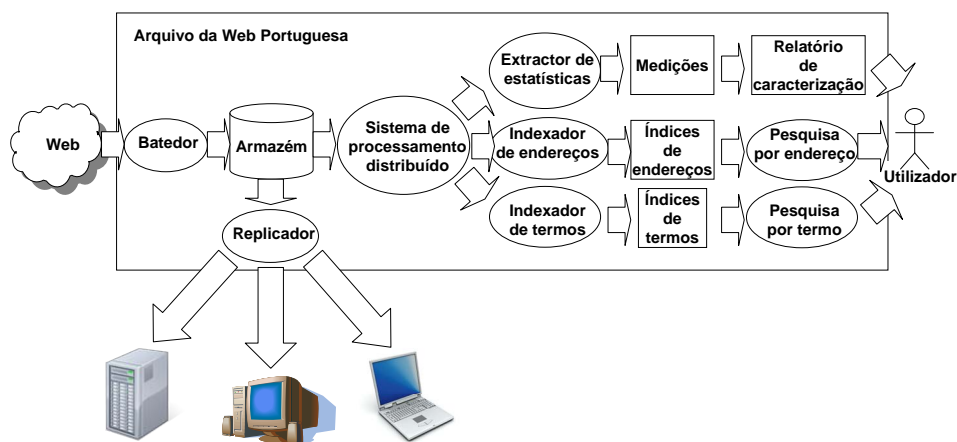 Arquivo da Web Portuguesa
Web
Batedor
Armazém
Sistema de
processamento
distribuído
Extractor de
estatísticas
Medições
Relatório
de
caracterização
Indexador
de endereços
Índices
de
endereços
Pesquisa
por endereço
Indexador
de termos
Índices
de
termos
Pesquisa
por termo
Utilizador
Replicador